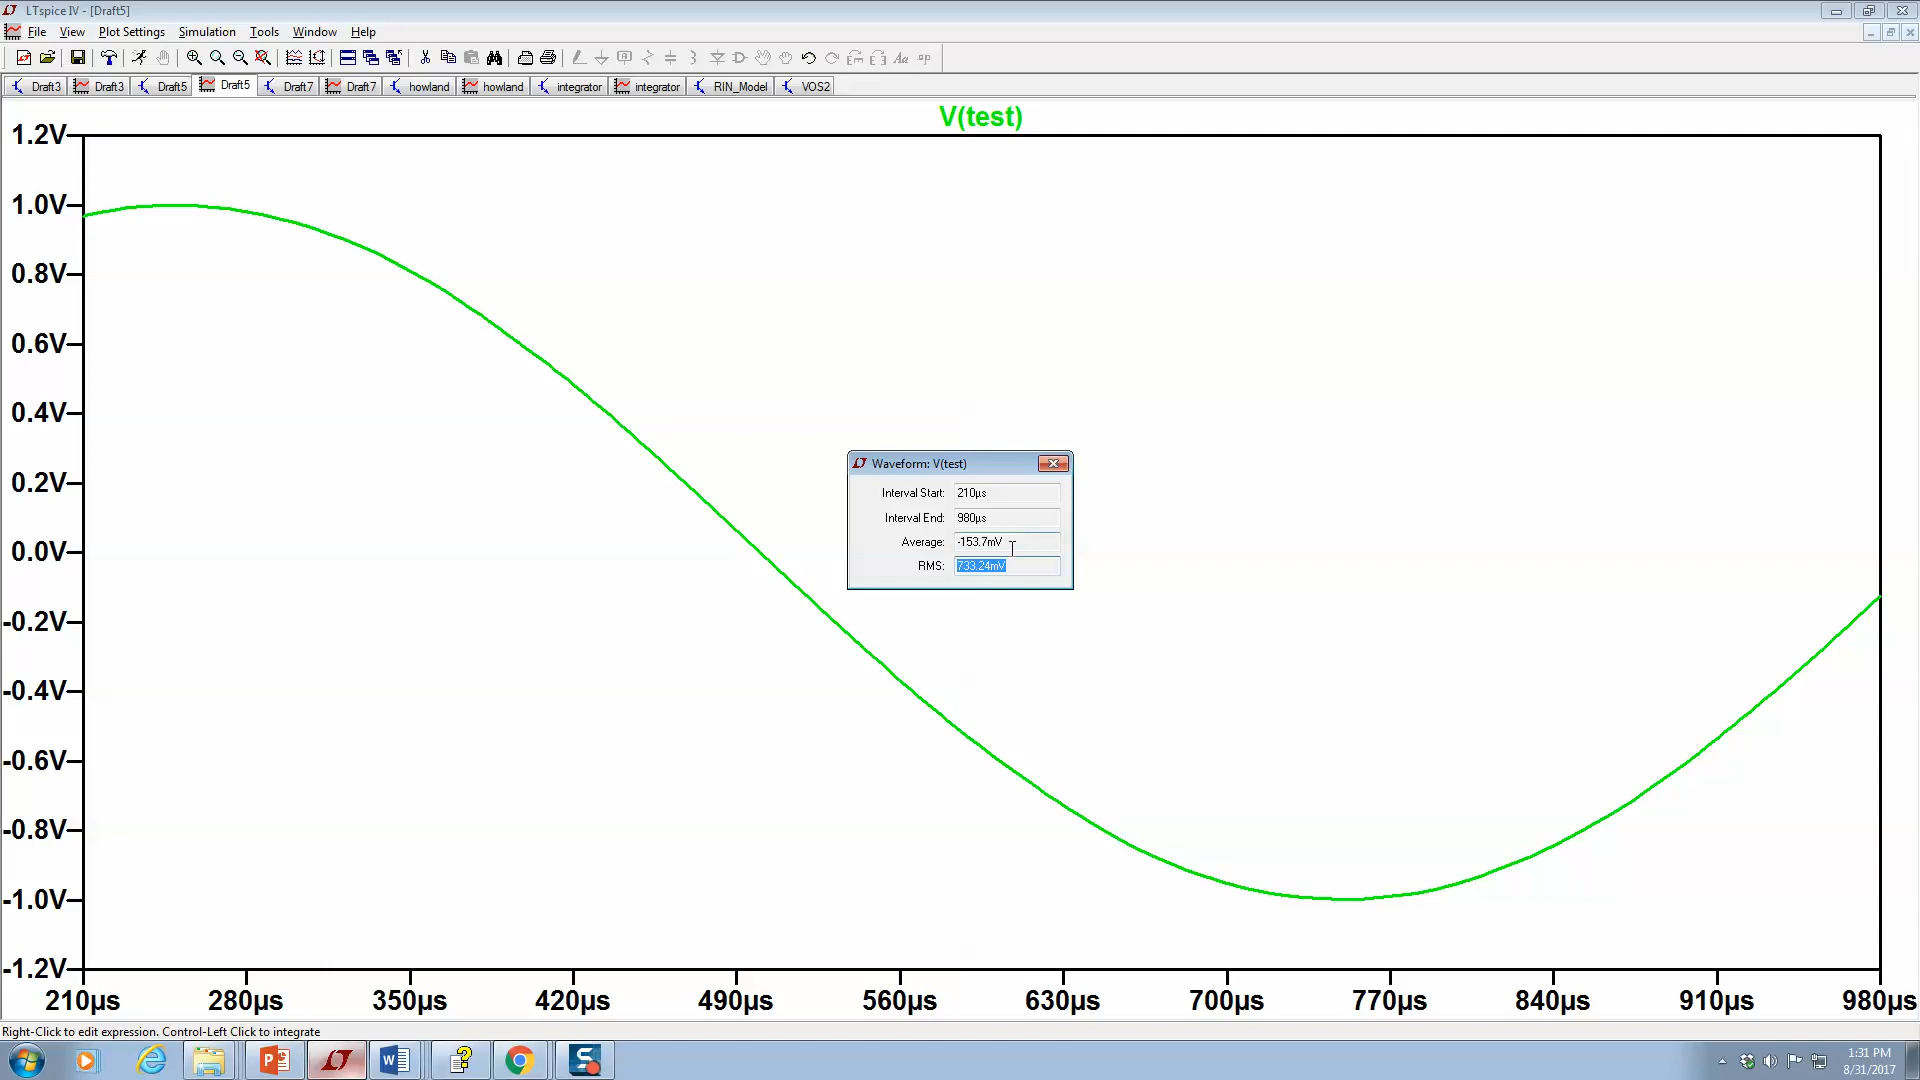 LTspice IV - [Draft5]
File View Plot Settings Simulation Tools Window Help
Draft3 Draft3 Draft5 Draft5 Draft7 Draft7 howland howland integrator integrator RIN_Model VOS2
V(test)
1.2V
1.0V
0.8V
0.6V
0.4V
0.2V
0.0V
-0.2V
-0.4V
-0.6V
-0.8V
-1.0V
-1.2V
Waveform: V(test)
Interval Start: 210µs
Interval End: 980µs
Average: -153.7mV
RMS: 733.24mV
210µs 280µs 350µs 420µs 490µs 560µs 630µs 700µs 770µs 840µs 910µs 980µs
Right-Click to edit expression. Control-Left Click to integrate
1:31 PM
8/31/2017